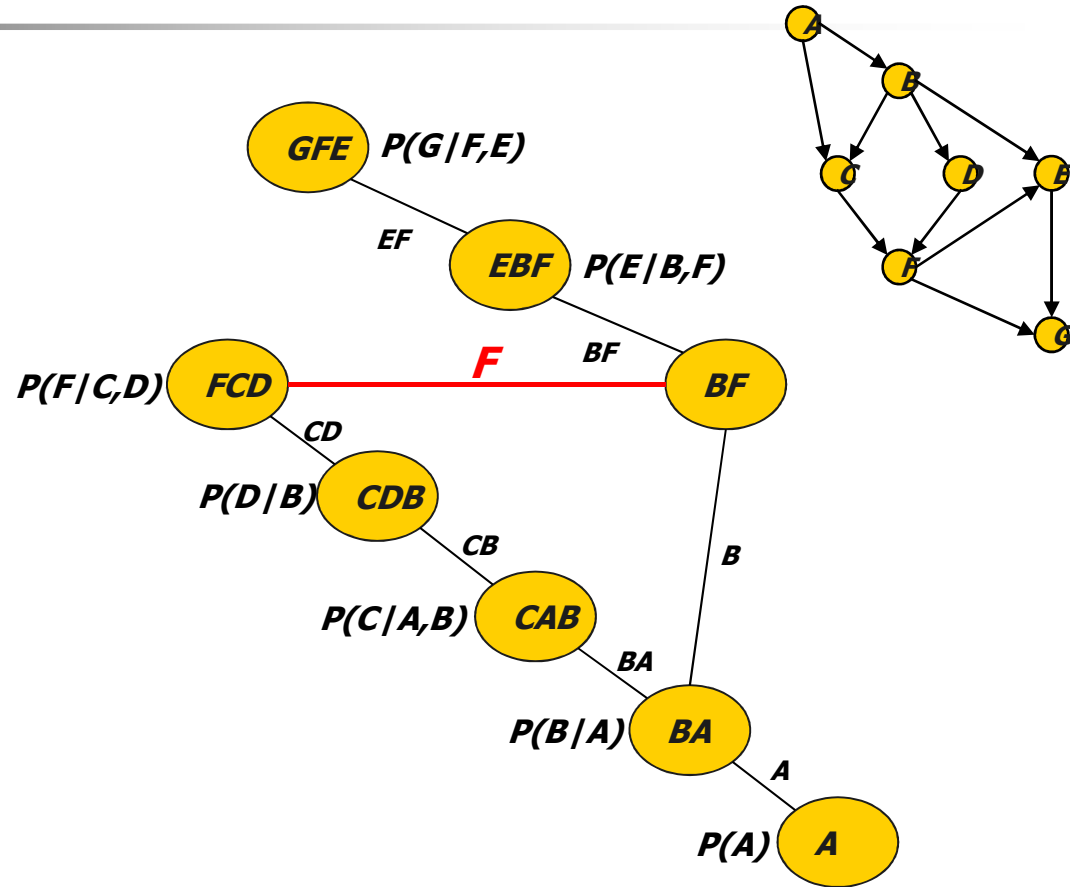 A
B
C
D
E
F
G
GFE
P(G|F,E)
EF
EBF
P(E|B,F)
BF
F
P(F|C,D)
FCD
BF
CD
P(D|B)
CDB
CB
B
P(C|A,B)
CAB
BA
P(B|A)
BA
A
P(A)
A